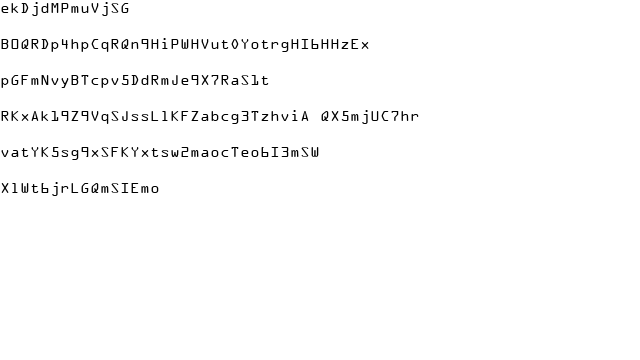 ekDjdMPmuVjSG
BOQRDp4hpCqRQn9HiPWHVut0YotrgHI6HHzEx
pGFmNvyBTcpv5DdRmJe9X7RaS1t
RKxAk19Z9VqSJssL1KFZabcg3TzhviA QX5mjUC7hr
vatYK5sg9xSFKYxtsw2maocTeo6I3mSW
X1Wt6jrLGQmSIEmo